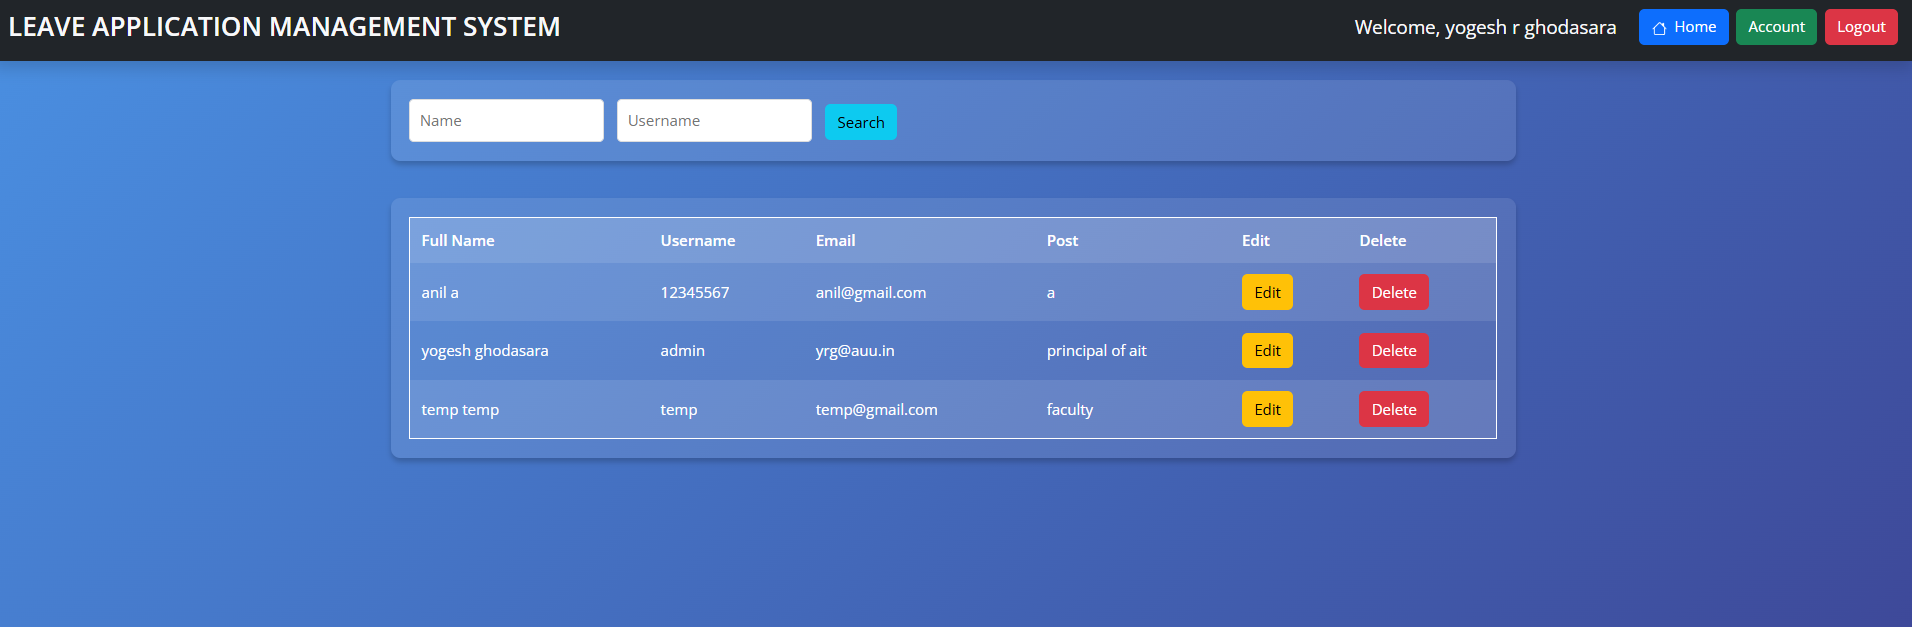 LEAVE APPLICATION MANAGEMENT SYSTEM Welcome, yogesh r ghodasara Home Account Logout
Name Username Search
Full Name Username Email Post Edit Delete
anil a 12345567 anil@gmail.com a Edit Delete
yogesh ghodasara admin yrg@auu.in principal of ait Edit Delete
temp temp temp temp@gmail.com faculty Edit Delete